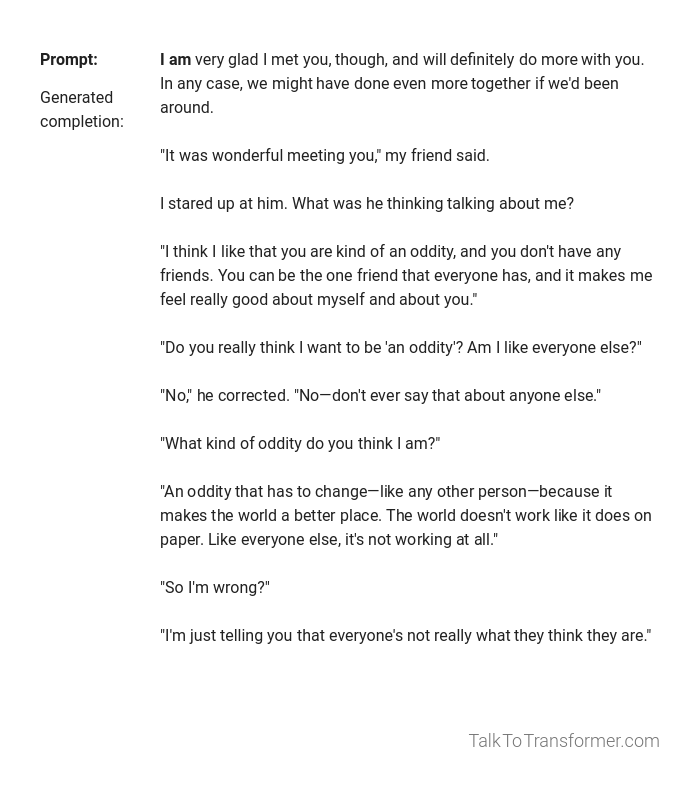 Prompt:
I am very glad I met you, though, and will definitely do more with you.
Generated
completion:
In any case, we might have done even more together if we'd been
around.
"It was wonderful meeting you," my friend said.
I stared up at him. What was he thinking talking about me?
"I think I like that you are kind of an oddity, and you don't have any
friends. You can be the one friend that everyone has, and it makes me
feel really good about myself and about you."
"Do you really think I want to be 'an oddity'? Am I like everyone else?"
"No," he corrected. "No—don't ever say that about anyone else."
"What kind of oddity do you think I am?"
"An oddity that has to change—like any other person—because it
makes the world a better place. The world doesn't work like it does on
paper. Like everyone else, it's not working at all."
"So I'm wrong?"
"I'm just telling you that everyone's not really what they think they are."
TalkToTransformer.com